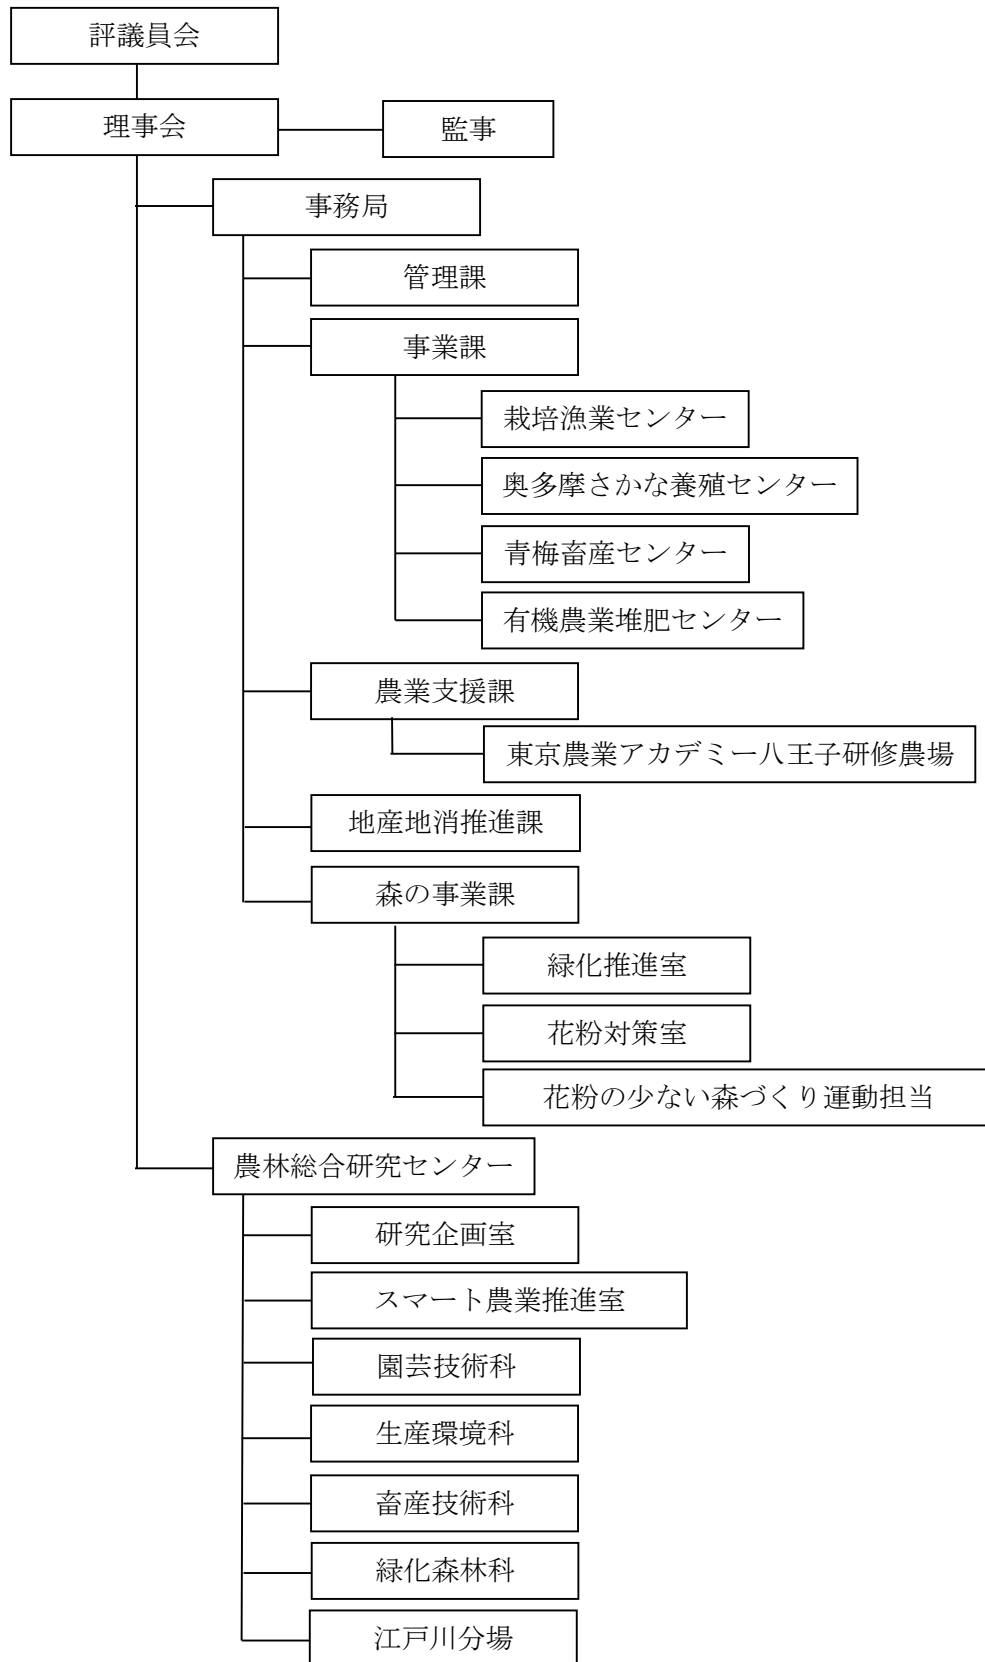 評議員会
理事会
監事
事務局
管理課
事業課
栽培漁業センター
奥多摩さかな養殖センター
青梅畜産センター
有機農業堆肥センター
農業支援課
東京農業アカデミー八王子研修農場
地産地消推進課
森の事業課
緑化推進室
花粉対策室
花粉の少ない森づくり運動担当
農林総合研究センター
研究企画室
スマート農業推進室
園芸技術科
生産環境科
畜産技術科
緑化森林科
江戸川分場